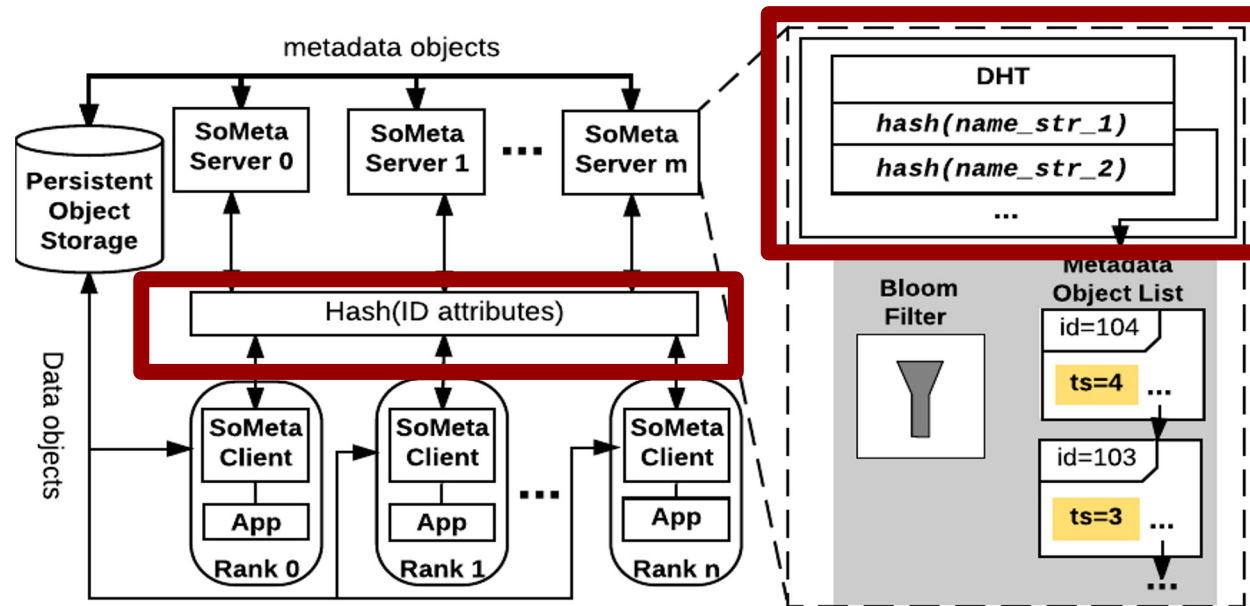 metadata objects
SoMeta
Server 0
SoMeta
Server 1
...
SoMeta
Server m
Persistent
Object
Storage
Hash(ID attributes)
Data objects
SoMeta
Client
App
Rank 0
SoMeta
Client
App
Rank 1
...
SoMeta
Client
App
Rank n
DHT
hash(name_str_1)
hash(name_str_2)
...
Bloom
Filter
Metadata
Object List
id=104
ts=4 ...
id=103
ts=3 ...
...